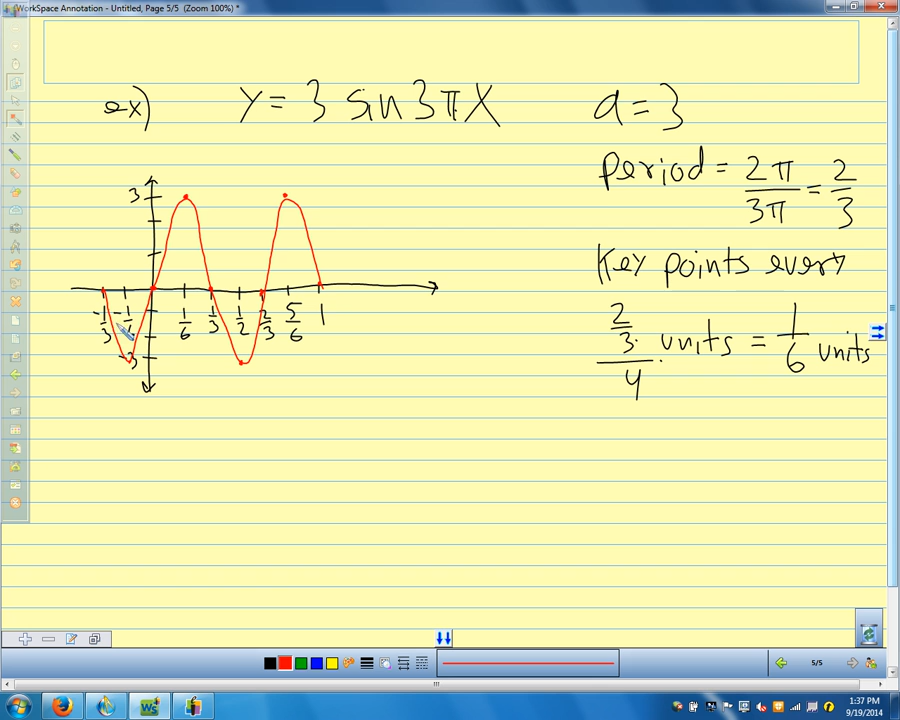 WorkSpace Annotation - Untitled, Page 5/5 (Zoom 100%) *
ex) y = 3 sin 3πx a = 3
period = 2π/3π = 2/3
Key points every
2/3/4 units = 1/6 units
3
-1/3 1/6 1/3 1/2 2/3 5/6 1
-3
5/5
1:37 PM
9/19/2014